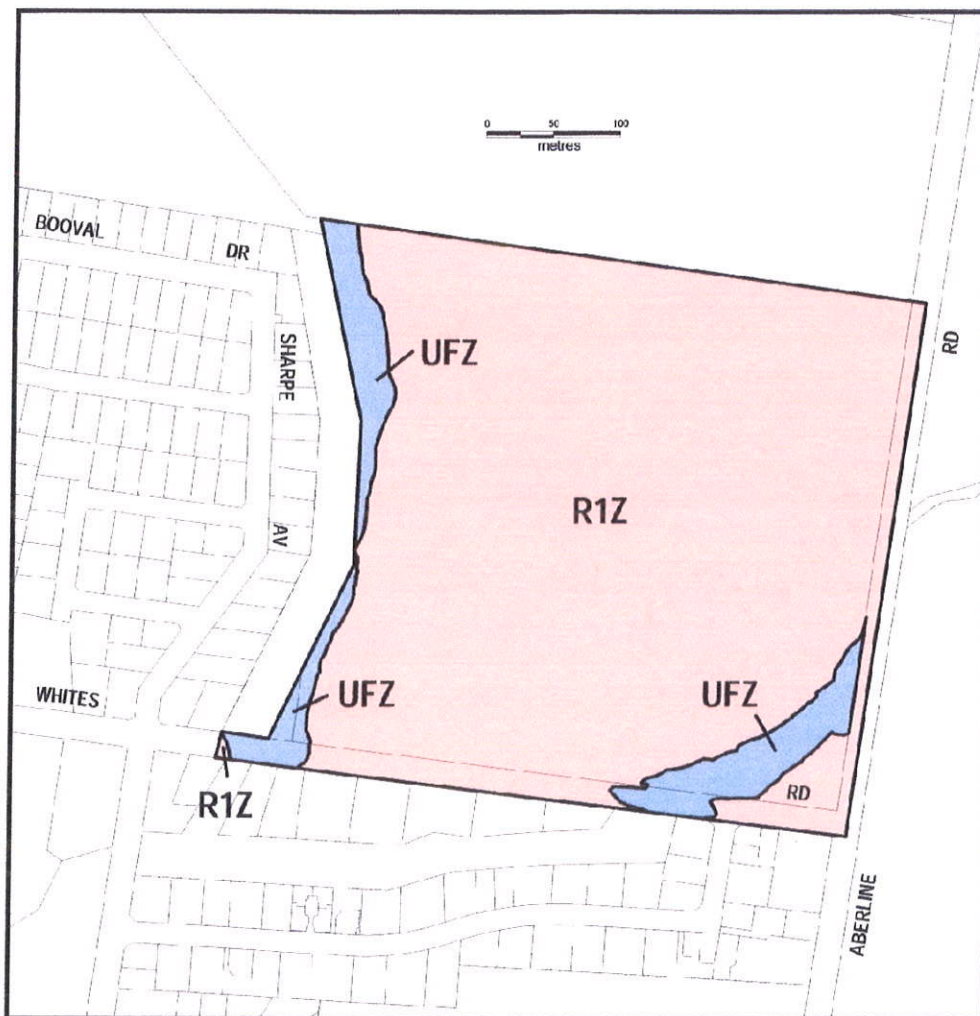 0 50 100
metres
BOOVAL
DR
RD
SHARPE
UFZ
R1Z
AV
WHITES
UFZ
UFZ
RD
R1Z
ABERLINE